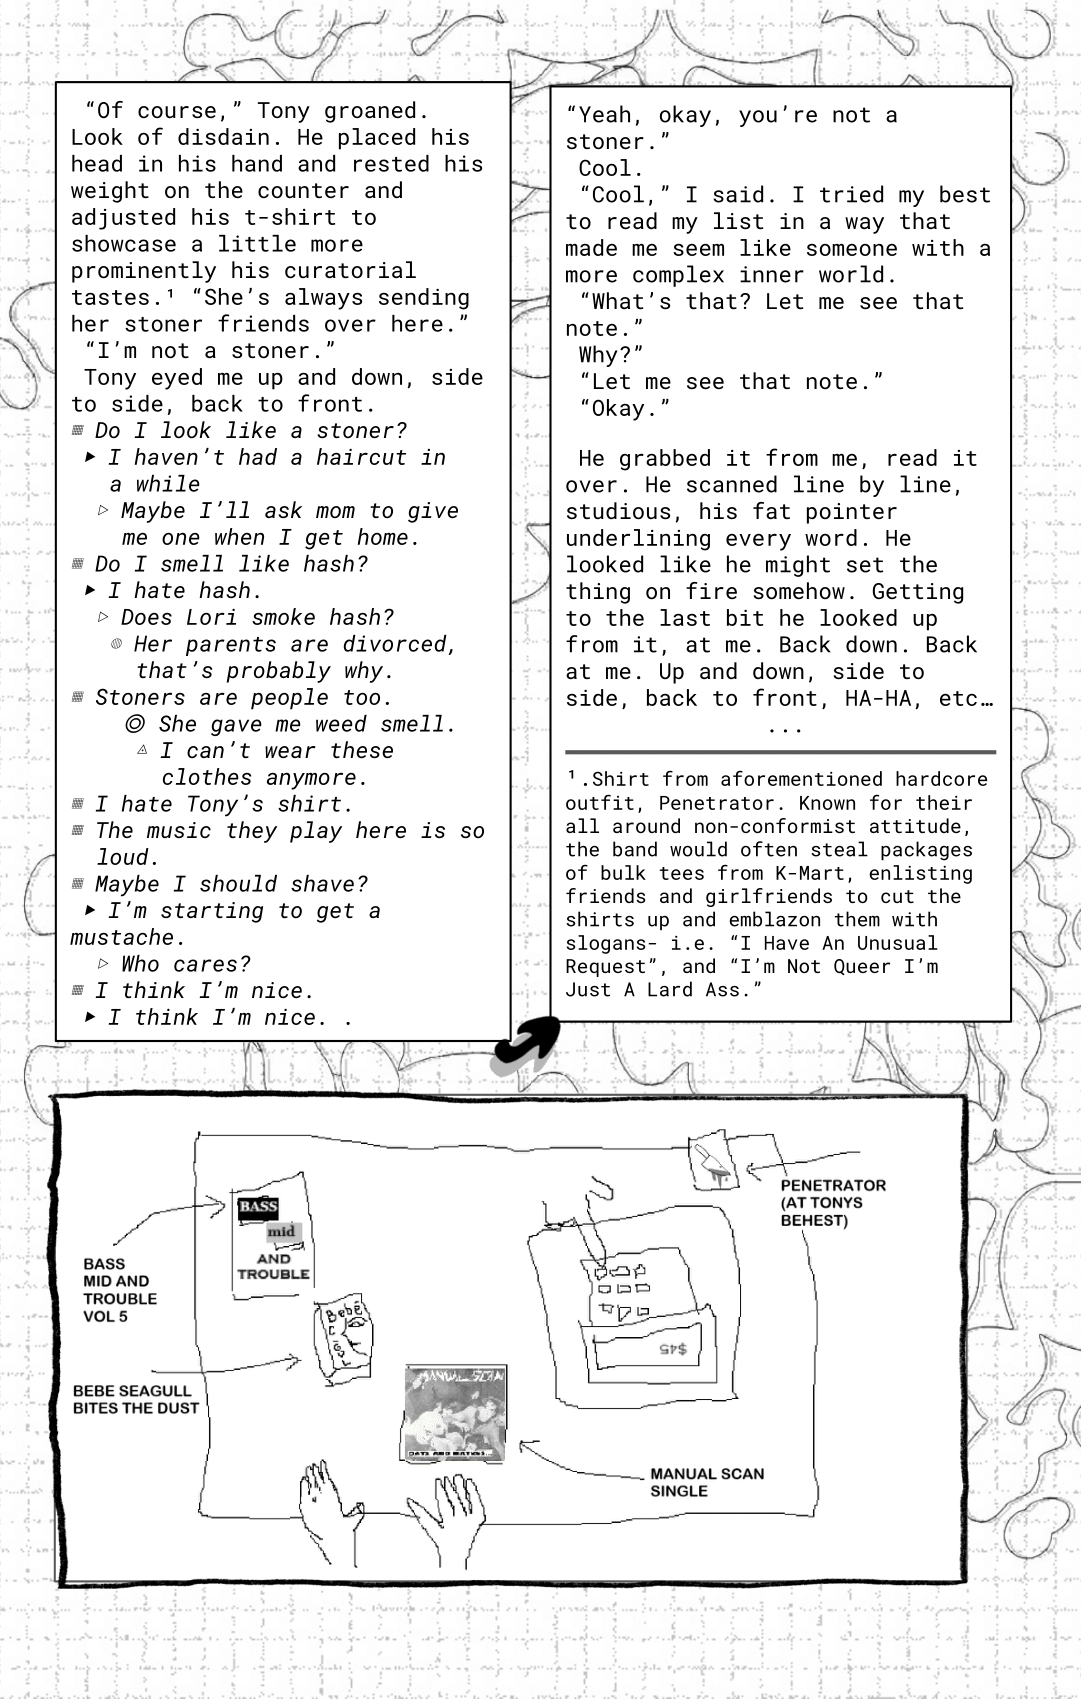 “Of course,” Tony groaned.
Look of disdain. He placed his
head in his hand and rested his
weight on the counter and
adjusted his t-shirt to
showcase a little more
prominently his curatorial
tastes.¹ “She’s always sending
her stoner friends over here.”
“I’m not a stoner.”
Tony eyed me up and down, side
to side, back to front.
Do I look like a stoner?
I haven’t had a haircut in
a while
Maybe I’ll ask mom to give
me one when I get home.
Do I smell like hash?
I hate hash.
Does Lori smoke hash?
Her parents are divorced,
that’s probably why.
Stoners are people too.
She gave me weed smell.
I can’t wear these
clothes anymore.
I hate Tony’s shirt.
The music they play here is so
loud.
Maybe I should shave?
I’m starting to get a
mustache.
Who cares?
I think I’m nice.
I think I’m nice. .
“Yeah, okay, you’re not a
stoner.”
Cool.
“Cool,” I said. I tried my best
to read my list in a way that
made me seem like someone with a
more complex inner world.
“What’s that? Let me see that
note.”
Why?”
“Let me see that note.”
“Okay.”
He grabbed it from me, read it
over. He scanned line by line,
studious, his fat pointer
underlining every word. He
looked like he might set the
thing on fire somehow. Getting
to the last bit he looked up
from it, at me. Back down. Back
at me. Up and down, side to
side, back to front, HA-HA, etc…
...
¹.Shirt from aforementioned hardcore
outfit, Penetrator. Known for their
all around non-conformist attitude,
the band would often steal packages
of bulk tees from K-Mart, enlisting
friends and girlfriends to cut the
shirts up and emblazon them with
slogans- i.e. “I Have An Unusual
Request”, and “I’m Not Queer I’m
Just A Lard Ass.”
PENETRATOR
(AT TONYS
BEHEST)
BASS
mid
AND
TROUBLE
BASS
MID AND
TROUBLE
VOL 5
Bebe
$45
BEBE SEAGULL
BITES THE DUST
MANUAL SCAN
DAYS AND MAYBES...
MANUAL SCAN
SINGLE